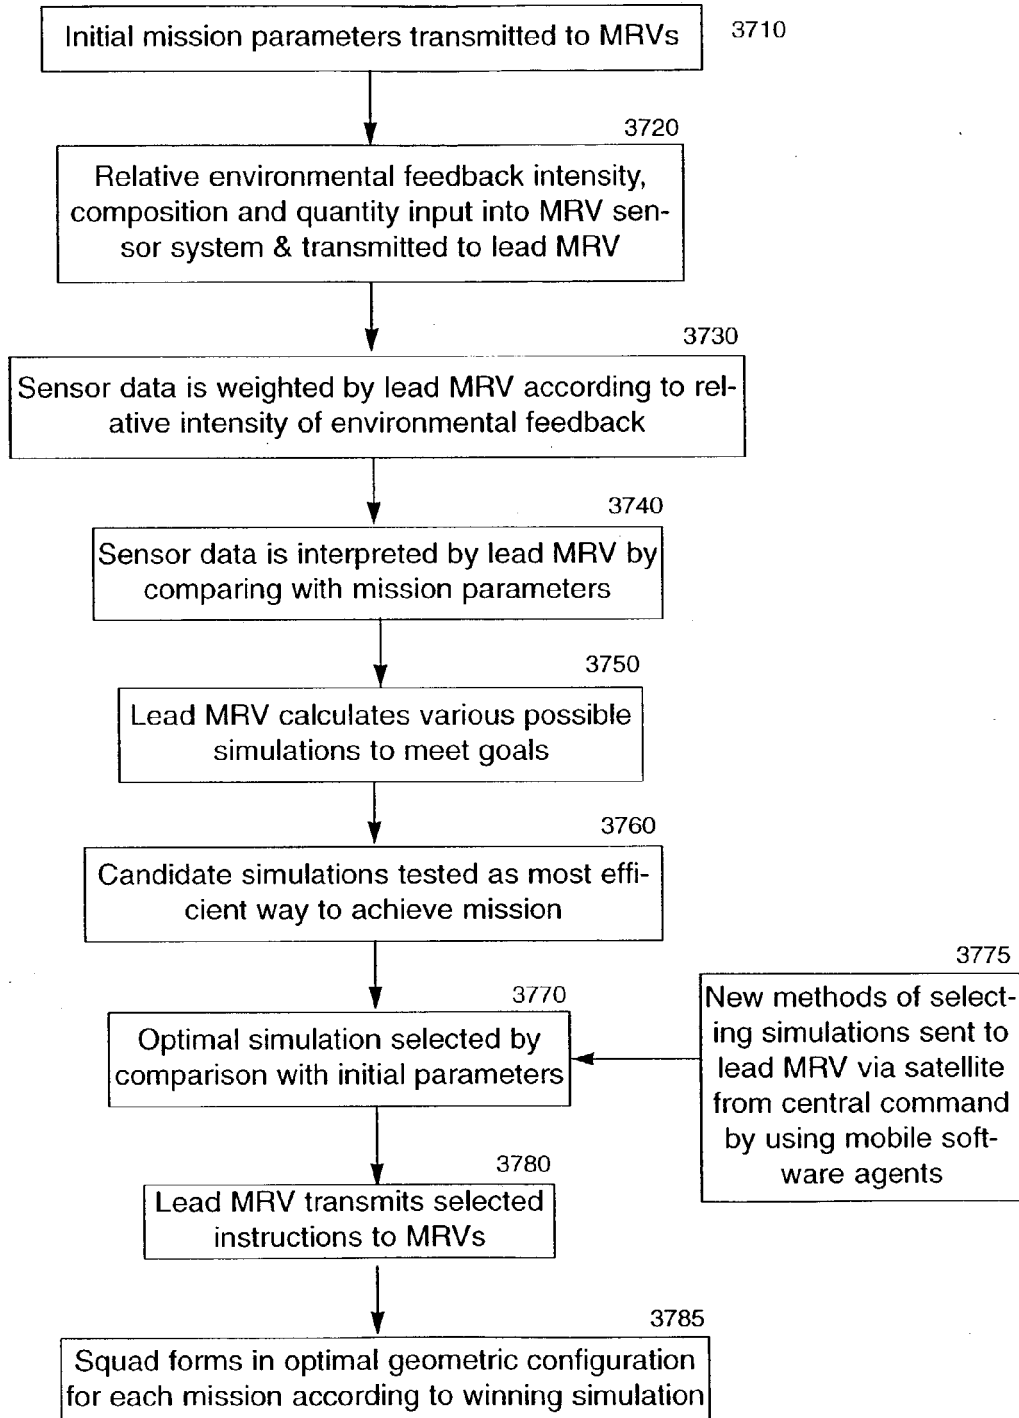 Initial mission parameters transmitted to MRVs
3710
3720
Relative environmental feedback intensity,
composition and quantity input into MRV sen-
sor system & transmitted to lead MRV
3730
Sensor data is weighted by lead MRV according to rel-
ative intensity of environmental feedback
3740
Sensor data is interpreted by lead MRV by
comparing with mission parameters
3750
Lead MRV calculates various possible
simulations to meet goals
3760
Candidate simulations tested as most effi-
cient way to achieve mission
3770
Optimal simulation selected by
comparison with initial parameters
3775
New methods of select-
ing simulations sent to
lead MRV via satellite
from central command
by using mobile soft-
ware agents
3780
Lead MRV transmits selected
instructions to MRVs
3785
Squad forms in optimal geometric configuration
for each mission according to winning simulation